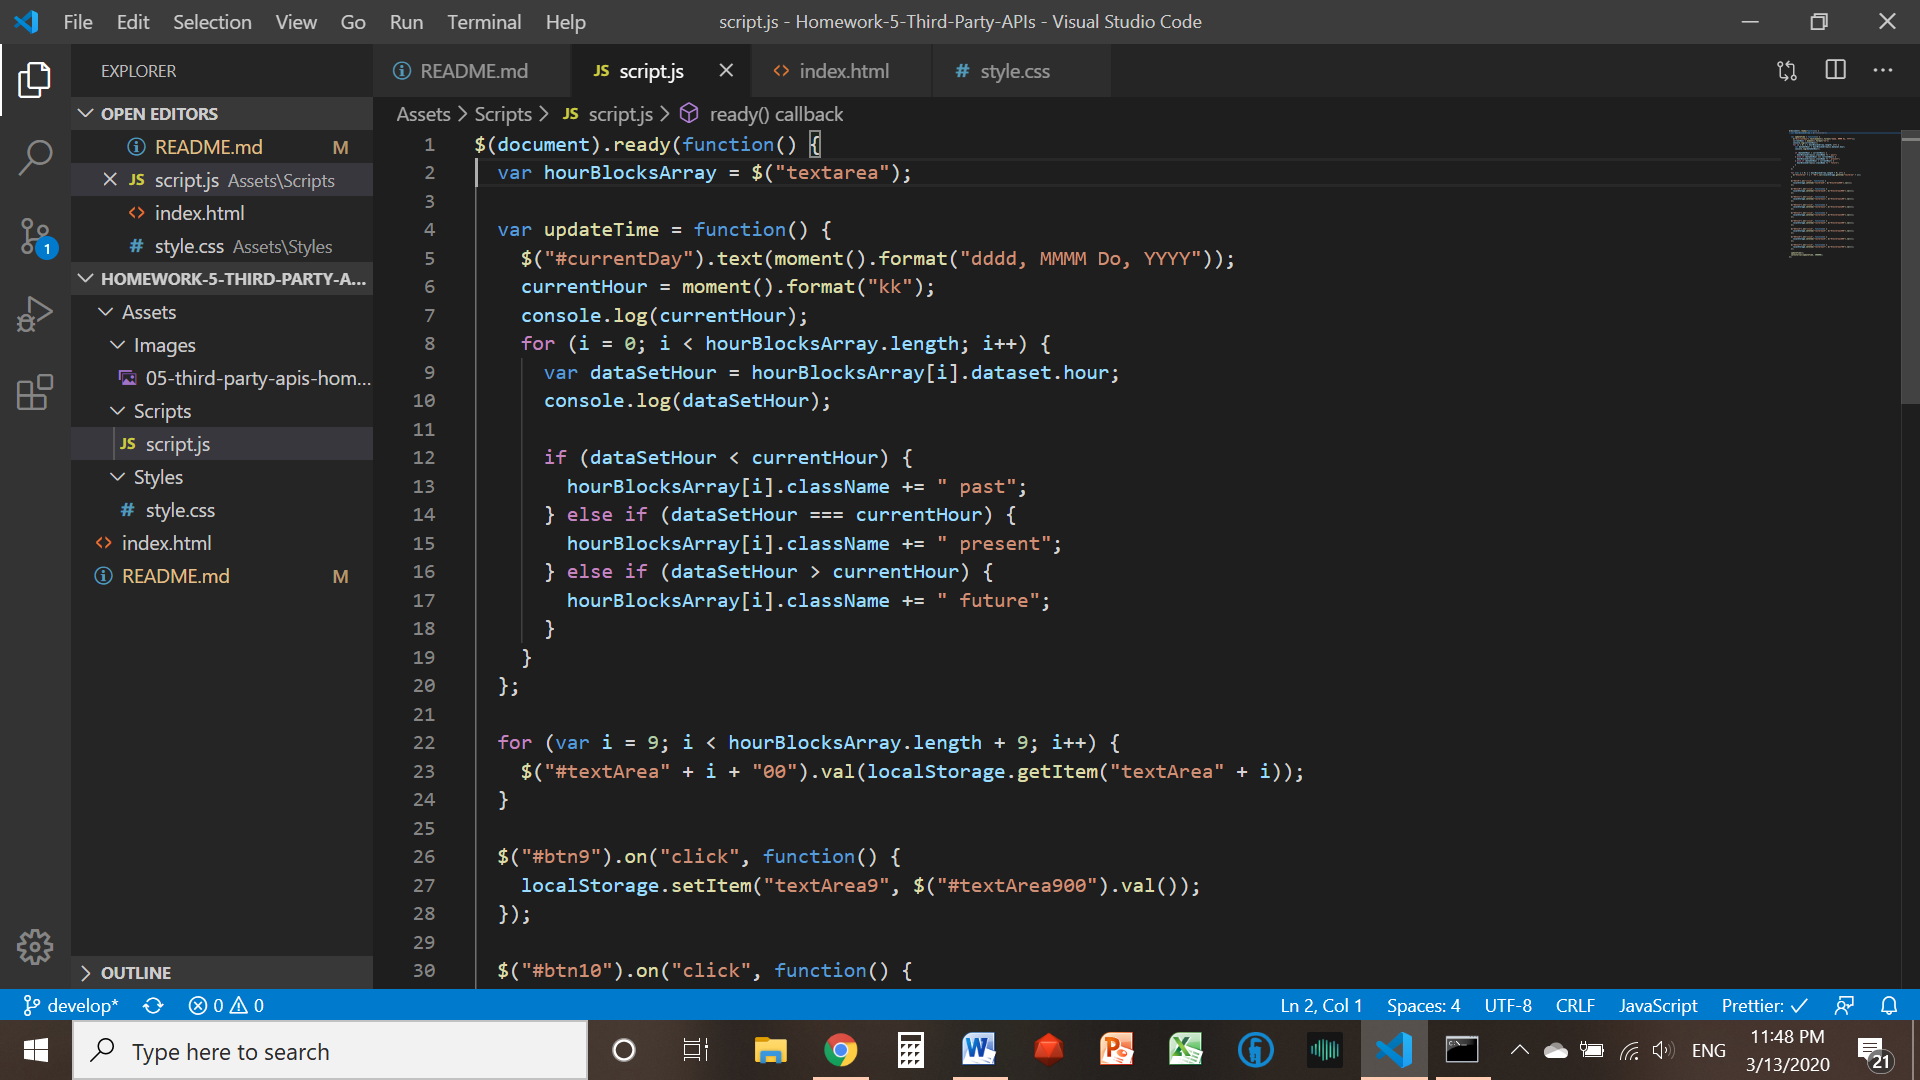 File Edit Selection View Go Run Terminal Help script.js - Homework-5-Third-Party-APIs - Visual Studio Code
EXPLORER
OPEN EDITORS
README.md M
JS script.js Assets\Scripts
<> index.html
# style.css Assets\Styles
HOMEWORK-5-THIRD-PARTY-A...
Assets
Images
05-third-party-apis-hom...
Scripts
JS script.js
Styles
# style.css
<> index.html
README.md M
OUTLINE
README.md JS script.js <> index.html # style.css
Assets > Scripts > JS script.js > ready() callback
1 $(document).ready(function() {
2 var hourBlocksArray = $("textarea");
3
4 var updateTime = function() {
5 $("#currentDay").text(moment().format("dddd, MMMM Do, YYYY"));
6 currentHour = moment().format("kk");
7 console.log(currentHour);
8 for (i = 0; i < hourBlocksArray.length; i++) {
9 var dataSetHour = hourBlocksArray[i].dataset.hour;
10 console.log(dataSetHour);
11
12 if (dataSetHour < currentHour) {
13 hourBlocksArray[i].className += " past";
14 } else if (dataSetHour === currentHour) {
15 hourBlocksArray[i].className += " present";
16 } else if (dataSetHour > currentHour) {
17 hourBlocksArray[i].className += " future";
18 }
19 }
20 };
21
22 for (var i = 9; i < hourBlocksArray.length + 9; i++) {
23 $("#textArea" + i + "00").val(localStorage.getItem("textArea" + i));
24 }
25
26 $("#btn9").on("click", function() {
27 localStorage.setItem("textArea9", $("#textArea900").val());
28 });
29
30 $("#btn10").on("click", function() {
1
develop* 0 0 Ln 2, Col 1 Spaces: 4 UTF-8 CRLF JavaScript Prettier: ✓
Type here to search
ENG
11:48 PM
3/13/2020
21